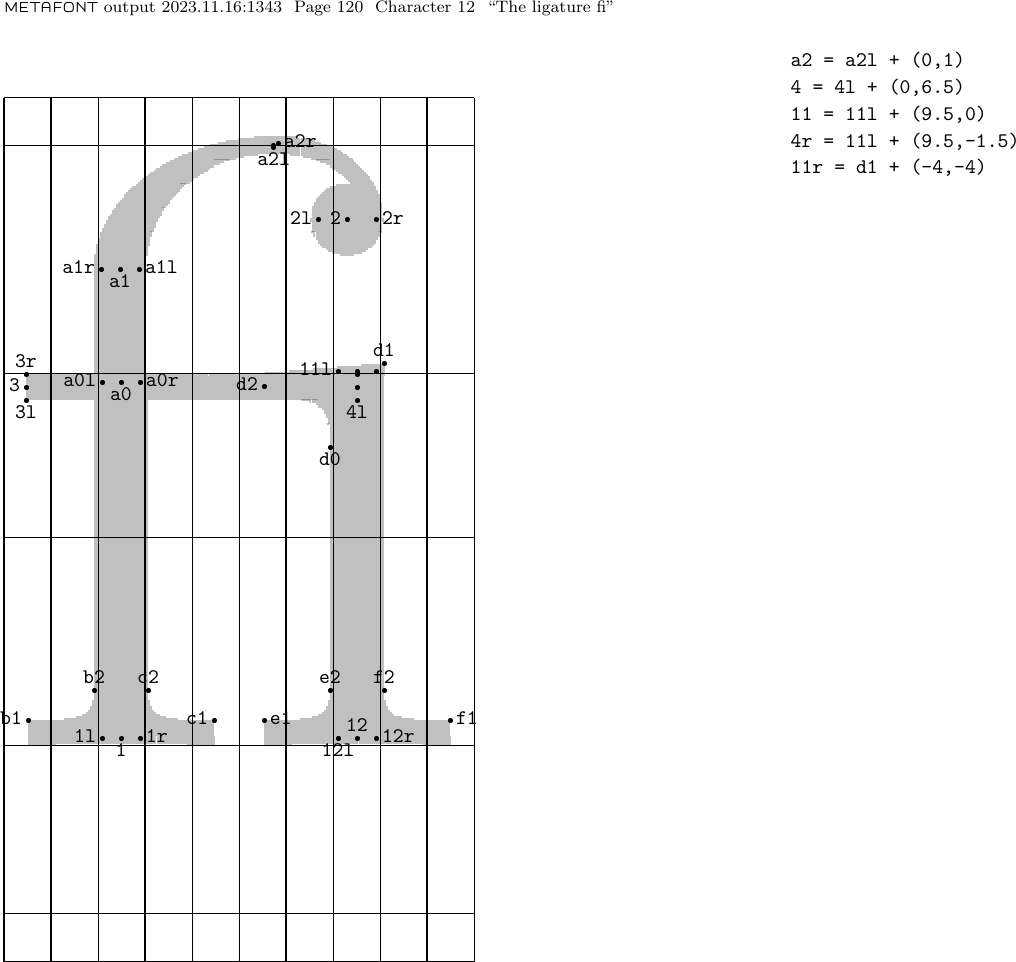 METAFONT output 2023.11.16:1343 Page 120 Character 12 “The ligature fi”
a2 = a2l + (0,1)
4 = 4l + (0,6.5)
11 = 11l + (9.5,0)
4r = 11l + (9.5,-1.5)
11r = d1 + (-4,-4)
a2r
a2l
2l 2 2r
a1r a1l
a1
d1
3r
11l
3 a0l a0r d2
a0
3l 4l
d0
b2 c2 e2 f2
b1 c1 e1 f1
12
1l 1r 12r
1 12l